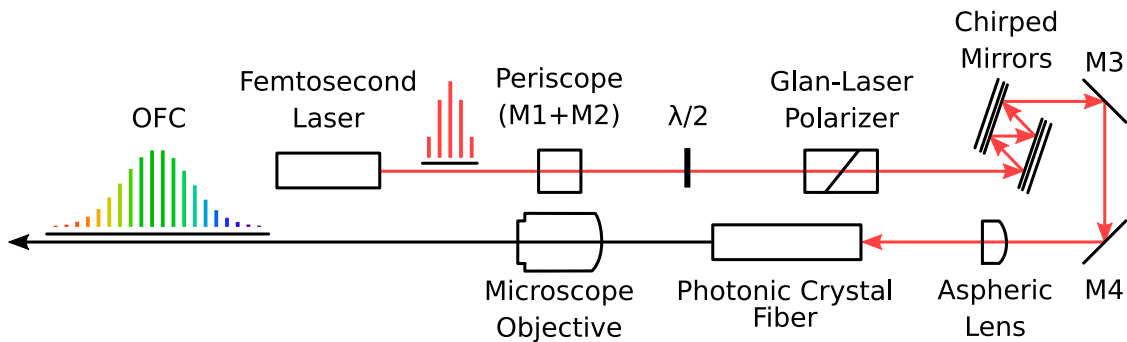 OFC
Femtosecond
Laser
Periscope
(M1+M2)
λ/2
Glan-Laser
Polarizer
Chirped
Mirrors
M3
Microscope
Objective
Photonic Crystal
Fiber
Aspheric
Lens
M4